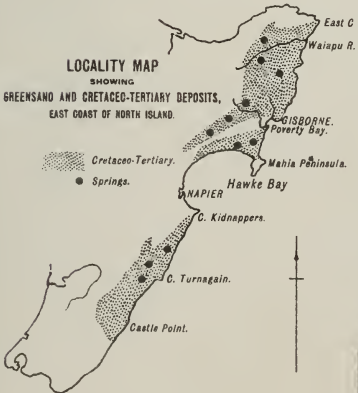 LOCALITY MAP
SHOWING
GREENSAND AND CRETACEO-TERTIARY DEPOSITS,
EAST COAST OF NORTH ISLAND.
Cretaceo-Tertiary.
Springs.
East C
Waiapu R.
GISBORNE.
Poverty Bay.
Mahia Peninsula.
Hawke Bay
NAPIER
C. Kidnappers.
C. Turnagain.
Castle Point.